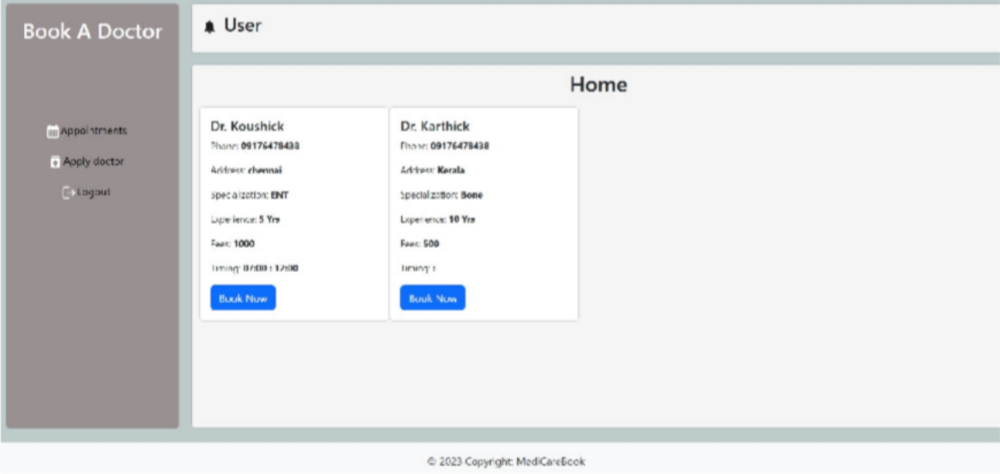 Book A Doctor
User
Home
Appointments
Apply doctor
Logout
Dr. Koushick
Phone: 09176478438
Address: chennai
Specialization: ENT
Experience: 5 Yrs
Fees: 1000
Timing: 07:00 : 12:00
Book Now
Dr. Karthick
Phone: 09176478438
Address: Kerala
Specialization: Bone
Experience: 10 Yrs
Fees: 500
Timing: :
Book Now
© 2023 Copyright: MediCareBook